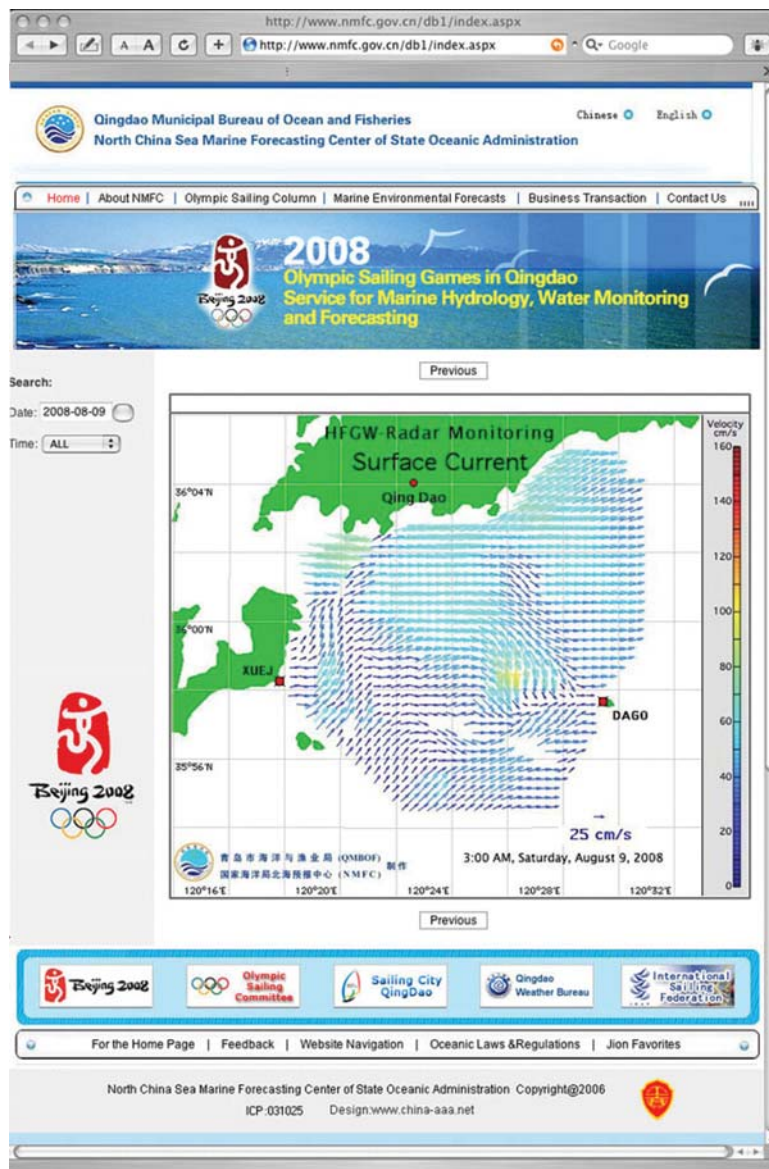 http://www.nmfc.gov.cn/db1/index.aspx
A A http://www.nmfc.gov.cn/db1/index.aspx Google
Qingdao Municipal Bureau of Ocean and Fisheries
North China Sea Marine Forecasting Center of State Oceanic Administration
Chinese English
Home | About NMFC | Olympic Sailing Column | Marine Environmental Forecasts | Business Transaction | Contact Us
2008
Olympic Sailing Games in Qingdao
Service for Marine Hydrology, Water Monitoring
and Forecasting
Beijing 2008
Previous
Search:
Date: 2008-08-09
Time: ALL
HFGW-Radar Monitoring
Surface Current
Qing Dao
Velocity
cm/s
160
140
120
100
80
60
40
20
0
36°04'N
36°00'N
35°56'N
XUEJ
DAGO
25 cm/s
青岛市海洋与渔业局 (QMBOF)
国家海洋局北海预报中心 (NMFC)
制作
3:00 AM, Saturday, August 9, 2008
120°16'E 120°20'E 120°24'E 120°28'E 120°32'E
Beijing 2008
Previous
Beijing 2008
Olympic
Sailing
Committee
Sailing City
QingDao
Qingdao
Weather Bureau
International
Sailing
Federation
For the Home Page | Feedback | Website Navigation | Oceanic Laws &Regulations | Jion Favorites
North China Sea Marine Forecasting Center of State Oceanic Administration Copyright@2006
ICP:031025 Design:www.china-aaa.net